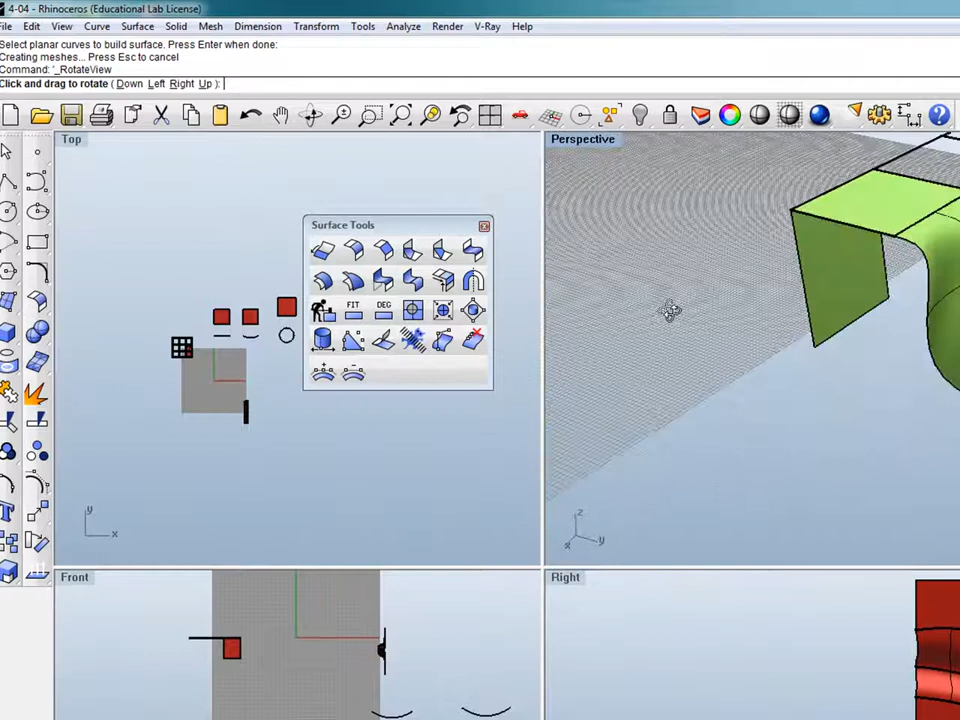 4-04 - Rhinoceros (Educational Lab License)
File Edit View Curve Surface Solid Mesh Dimension Transform Tools Analyze Render V-Ray Help
Select planar curves to build surface. Press Enter when done:
Creating meshes... Press Esc to cancel
Command: '_RotateView
Click and drag to rotate ( Down Left Right Up ):
Top
Perspective
Surface Tools
FIT DEG
y
x
z
x
y
Front
Right
T